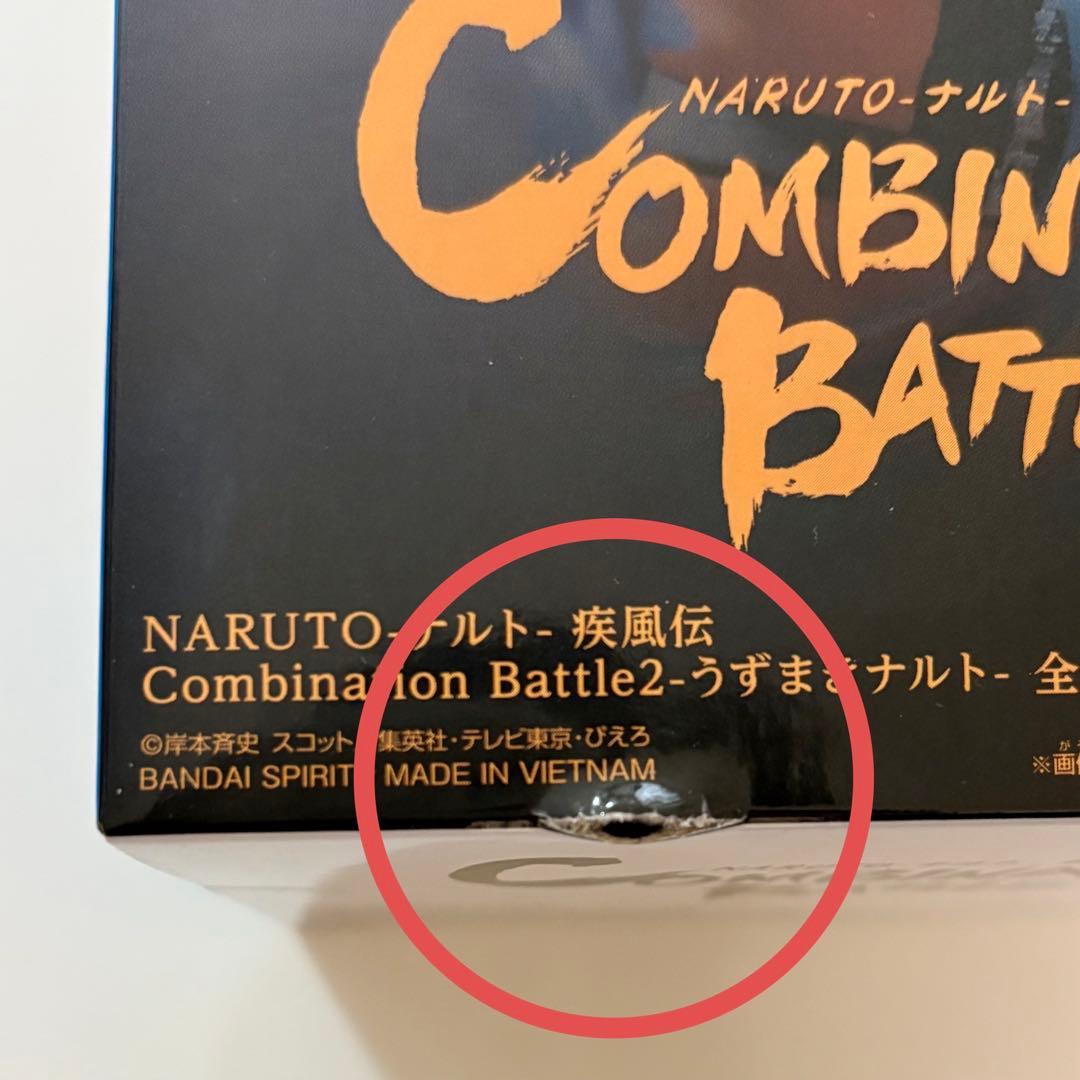 NARUTO-ナルト-
COMBIN
BATT
NARUTO-ナルト- 疾風伝
Combination Battle2-うずまきナルト- 全
©岸本斉史 スコット/集英社・テレビ東京・ぴえろ
BANDAI SPIRITS MADE IN VIETNAM
※画像